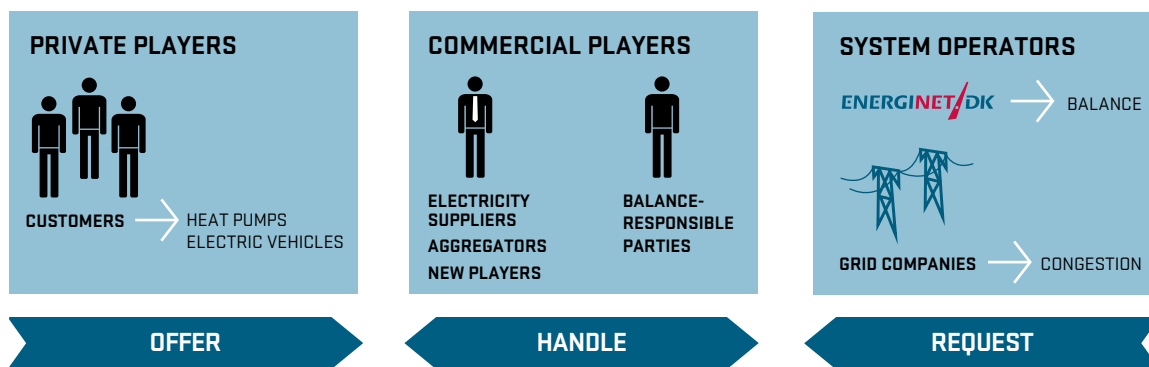 PRIVATE PLAYERS
CUSTOMERS
HEAT PUMPS
ELECTRIC VEHICLES
OFFER
COMMERCIAL PLAYERS
ELECTRICITY
SUPPLIERS
AGGREGATORS
NEW PLAYERS
BALANCE-
RESPONSIBLE
PARTIES
HANDLE
SYSTEM OPERATORS
ENERGINET/DK
BALANCE
GRID COMPANIES
CONGESTION
REQUEST